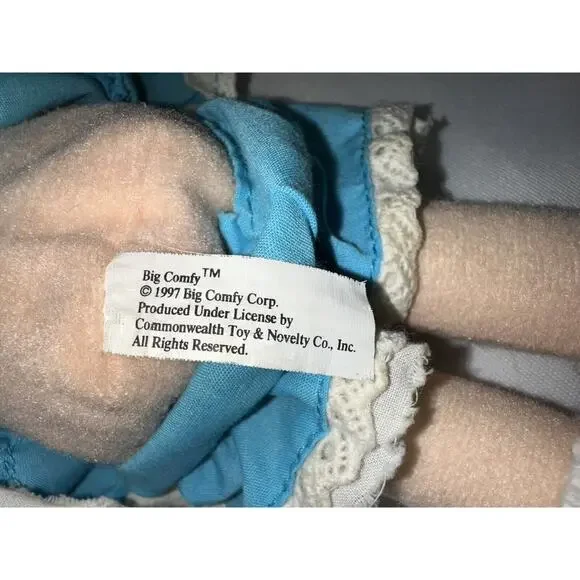 Big Comfy™
© 1997 Big Comfy Corp.
Produced Under License by
Commonwealth Toy & Novelty Co., Inc.
All Rights Reserved.